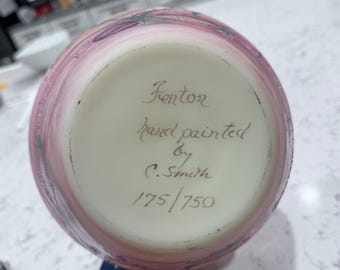 Fenton
hand painted
by
C. Smith
175/750